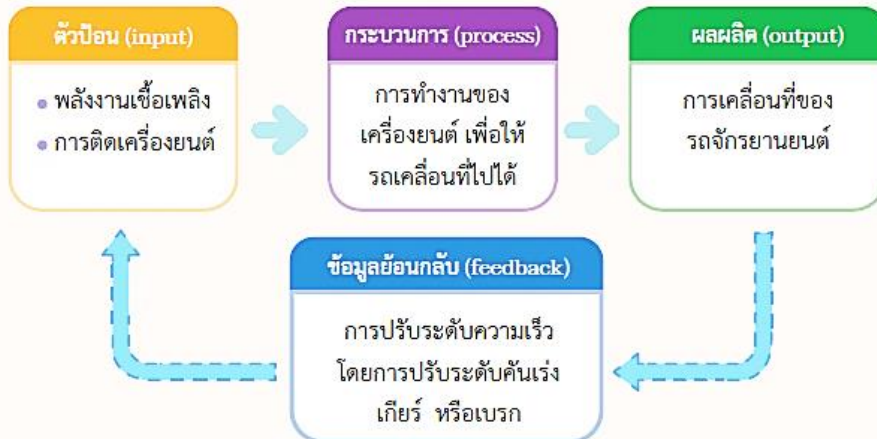 ตัวป้อน (input)
• พลังงานเชื้อเพลิง
• การติดเครื่องยนต์
กระบวนการ (process)
การทำงานของ
เครื่องยนต์ เพื่อให้
รถเคลื่อนที่ไปได้
ผลผลิต (output)
การเคลื่อนที่ของ
รถจักรยานยนต์
ข้อมูลย้อนกลับ (feedback)
การปรับระดับความเร็ว
โดยการปรับระดับคันเร่ง
เกียร์ หรือเบรก